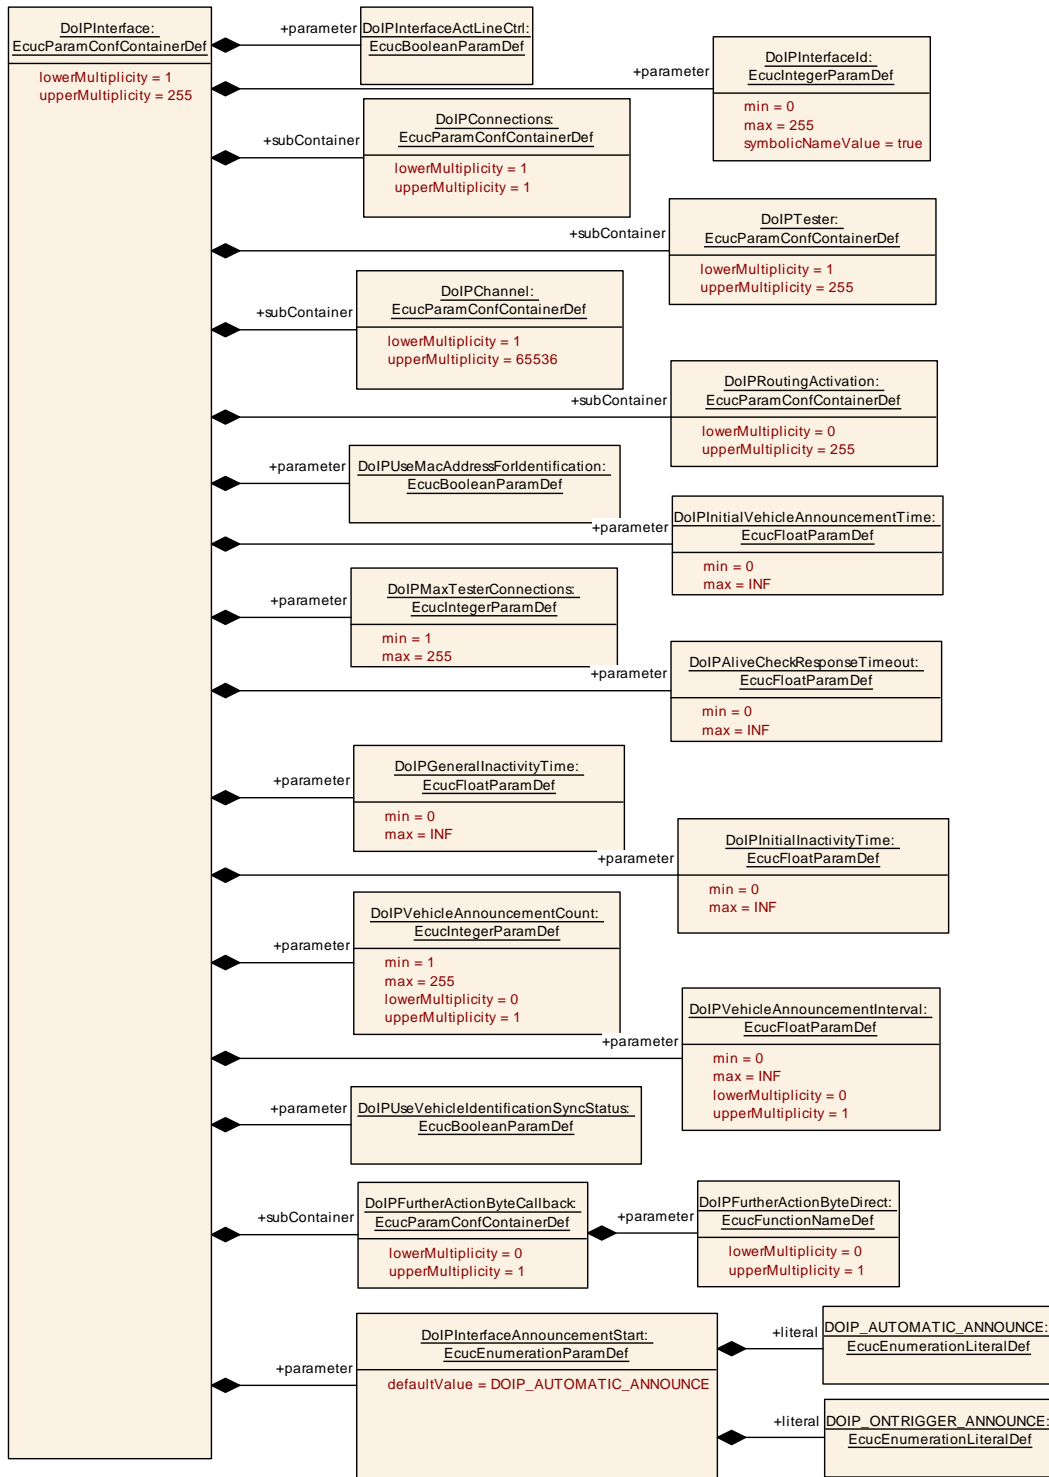 DoIPInterface:
EcucParamConfContainerDef
lowerMultiplicity = 1
upperMultiplicity = 255
+parameter
DoIPInterfaceActLineCtrl:
EcucBooleanParamDef
+parameter
DoIPInterfaceId:
EcucIntegerParamDef
min = 0
max = 255
symbolicNameValue = true
+subContainer
DoIPConnections:
EcucParamConfContainerDef
lowerMultiplicity = 1
upperMultiplicity = 1
+subContainer
DoIPTester:
EcucParamConfContainerDef
lowerMultiplicity = 1
upperMultiplicity = 255
+subContainer
DoIPChannel:
EcucParamConfContainerDef
lowerMultiplicity = 1
upperMultiplicity = 65536
+subContainer
DoIPRoutingActivation:
EcucParamConfContainerDef
lowerMultiplicity = 0
upperMultiplicity = 255
+parameter
DoIPUseMacAddressForIdentification:
EcucBooleanParamDef
+parameter
DoIPInitialVehicleAnnouncementTime:
EcucFloatParamDef
min = 0
max = INF
+parameter
DoIPMaxTesterConnections:
EcucIntegerParamDef
min = 1
max = 255
+parameter
DoIPAliveCheckResponseTimeout:
EcucFloatParamDef
min = 0
max = INF
+parameter
DoIPGeneralInactivityTime:
EcucFloatParamDef
min = 0
max = INF
+parameter
DoIPInitialInactivityTime:
EcucFloatParamDef
min = 0
max = INF
+parameter
DoIPVehicleAnnouncementCount:
EcucIntegerParamDef
min = 1
max = 255
lowerMultiplicity = 0
upperMultiplicity = 1
+parameter
DoIPVehicleAnnouncementInterval:
EcucFloatParamDef
min = 0
max = INF
lowerMultiplicity = 0
upperMultiplicity = 1
+parameter
DoIPUseVehicleIdentificationSyncStatus:
EcucBooleanParamDef
+subContainer
DoIPFurtherActionByteCallback:
EcucParamConfContainerDef
lowerMultiplicity = 0
upperMultiplicity = 1
+parameter
DoIPFurtherActionByteDirect:
EcucFunctionNameDef
lowerMultiplicity = 0
upperMultiplicity = 1
+parameter
DoIPInterfaceAnnouncementStart:
EcucEnumerationParamDef
defaultValue = DOIP_AUTOMATIC_ANNOUNCE
+literal
DOIP_AUTOMATIC_ANNOUNCE:
EcucEnumerationLiteralDef
+literal
DOIP_ONTRIGGER_ANNOUNCE:
EcucEnumerationLiteralDef